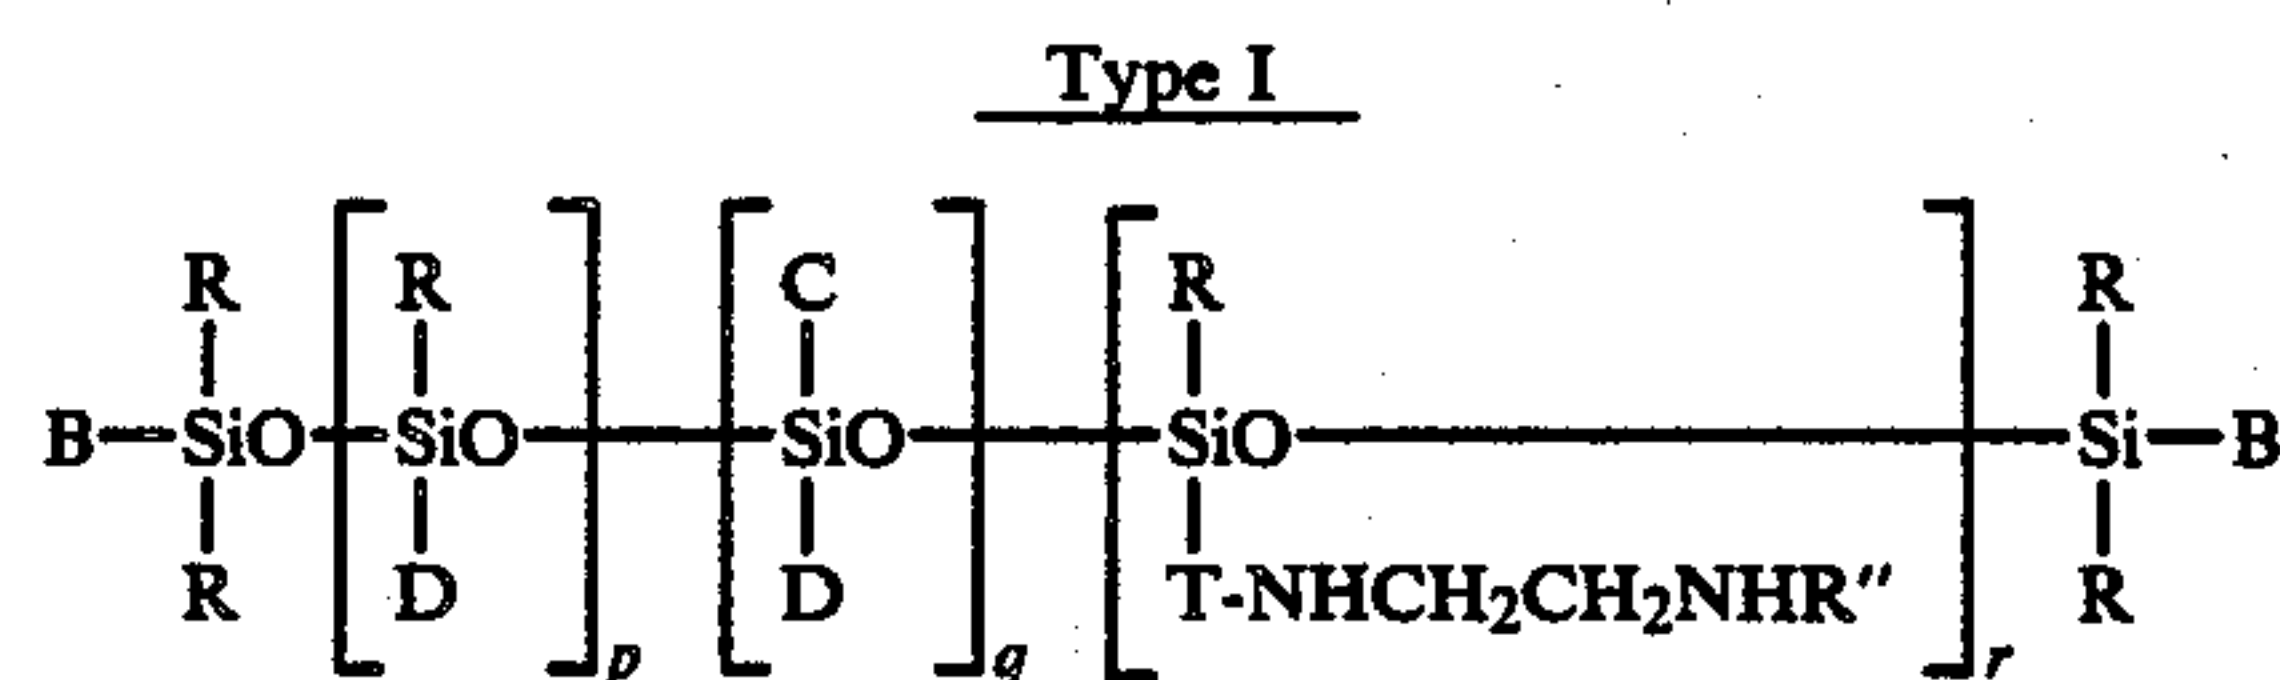 Type I
R R C R R
B—SiO—SiO—SiO—SiO—Si—B
R D D T-NHCH₂CH₂NHR″ R
p q r